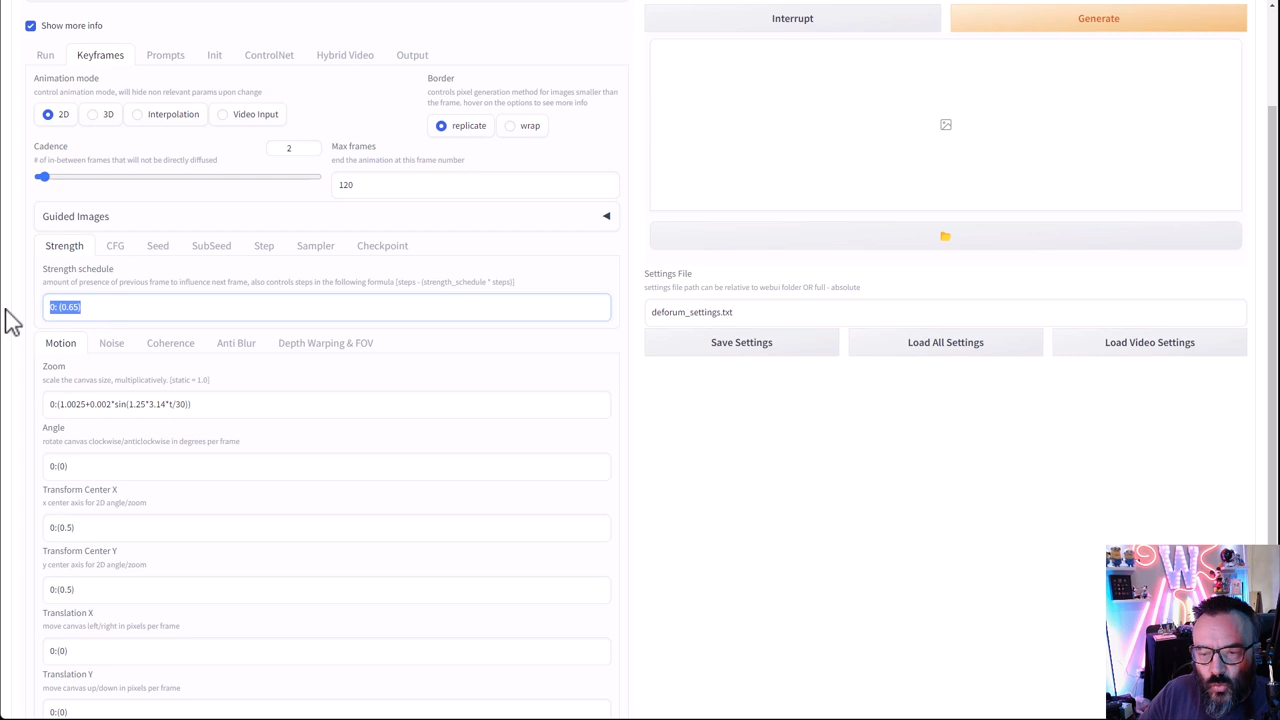 Show more info
Interrupt
Generate
Run
Keyframes
Prompts
Init
ControlNet
Hybrid Video
Output
Animation mode
control animation mode, will hide non relevant params upon change
2D
3D
Interpolation
Video Input
Border
controls pixel generation method for images smaller than
the frame. hover on the options to see more info
replicate
wrap
Cadence
# of in-between frames that will not be directly diffused
2
Max frames
end the animation at this frame number
120
Guided Images
Strength
CFG
Seed
SubSeed
Step
Sampler
Checkpoint
Strength schedule
amount of presence of previous frame to influence next frame, also controls steps in the following formula [steps - (strength_schedule * steps)]
0: (0.65)
Motion
Noise
Coherence
Anti Blur
Depth Warping & FOV
Zoom
scale the canvas size, multiplicatively. [static = 1.0]
0:(1.0025+0.002*sin(1.25*3.14*t/30))
Angle
rotate canvas clockwise/anticlockwise in degrees per frame
0:(0)
Transform Center X
x center axis for 2D angle/zoom
0:(0.5)
Transform Center Y
y center axis for 2D angle/zoom
0:(0.5)
Translation X
move canvas left/right in pixels per frame
0:(0)
Translation Y
move canvas up/down in pixels per frame
0:(0)
Settings File
settings file path can be relative to webui folder OR full - absolute
deforum_settings.txt
Save Settings
Load All Settings
Load Video Settings